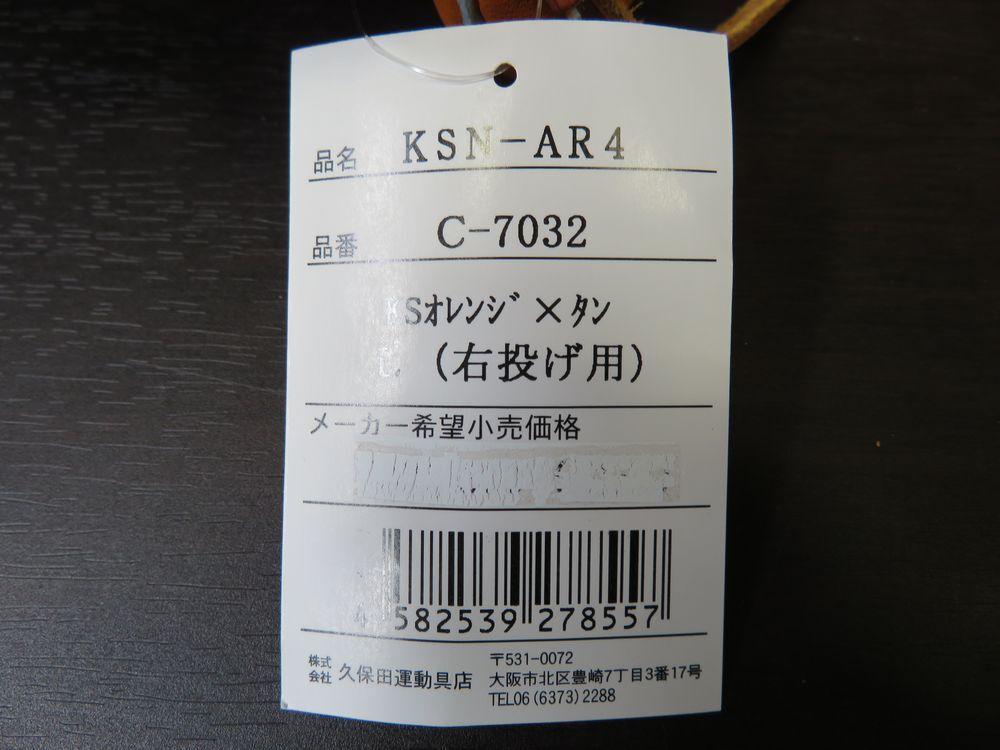 品名 KSN-AR4
品番 C-7032
KSオレンジ×タン
(右投げ用)
メーカー希望小売価格
4 582539 278557
株式会社 久保田運動具店
〒531-0072
大阪市北区豊崎7丁目3番17号
TEL06(6373)2288